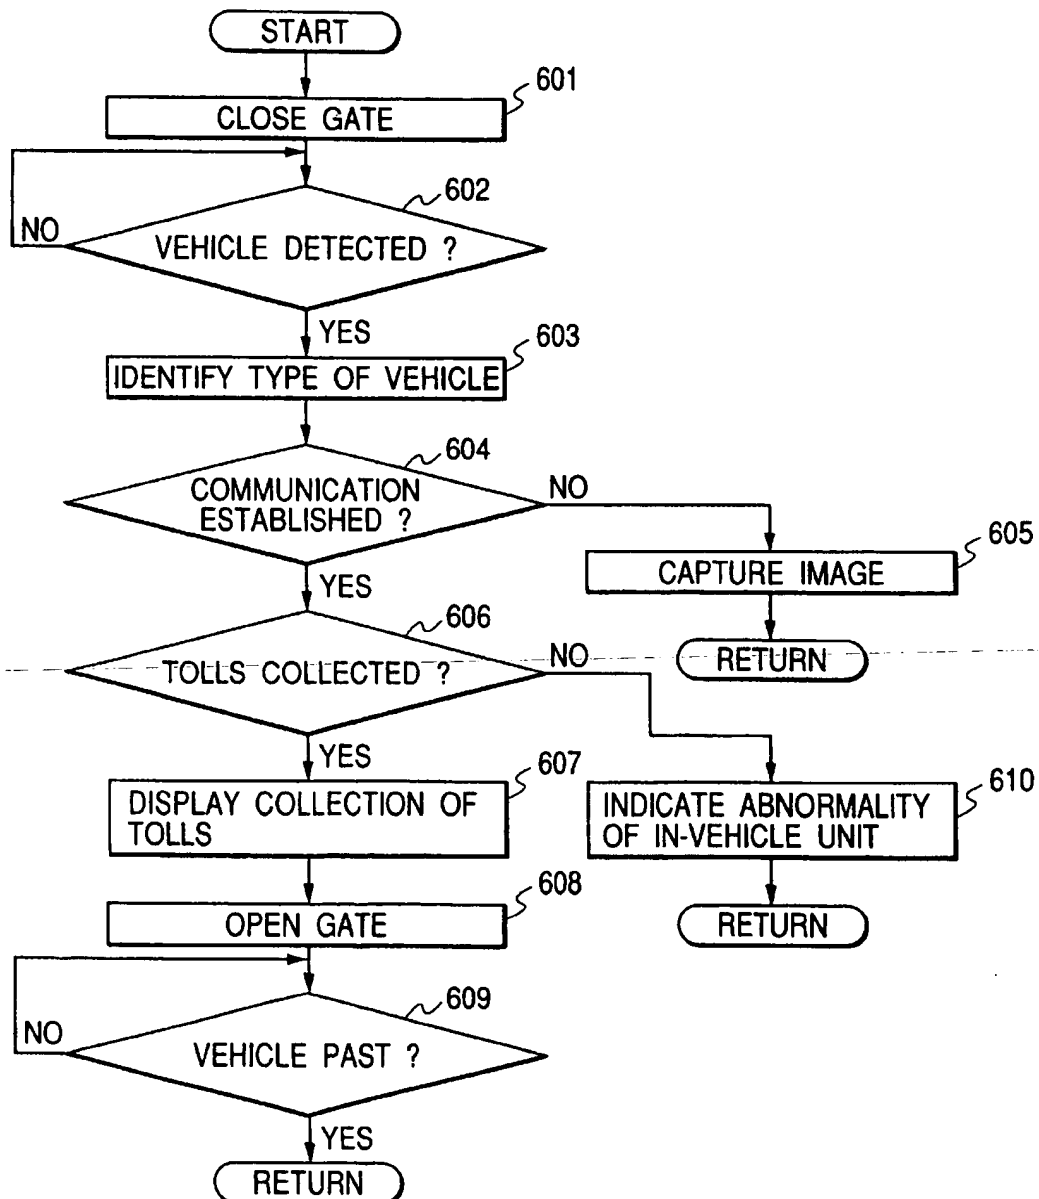 START
601
CLOSE GATE
602
NO
VEHICLE DETECTED ?
YES
603
IDENTIFY TYPE OF VEHICLE
604
COMMUNICATION
ESTABLISHED ?
NO
605
CAPTURE IMAGE
YES
606
RETURN
TOLLS COLLECTED ?
NO
YES
607
DISPLAY COLLECTION OF
TOLLS
610
INDICATE ABNORMALITY
OF IN-VEHICLE UNIT
608
OPEN GATE
RETURN
609
NO
VEHICLE PAST ?
YES
RETURN